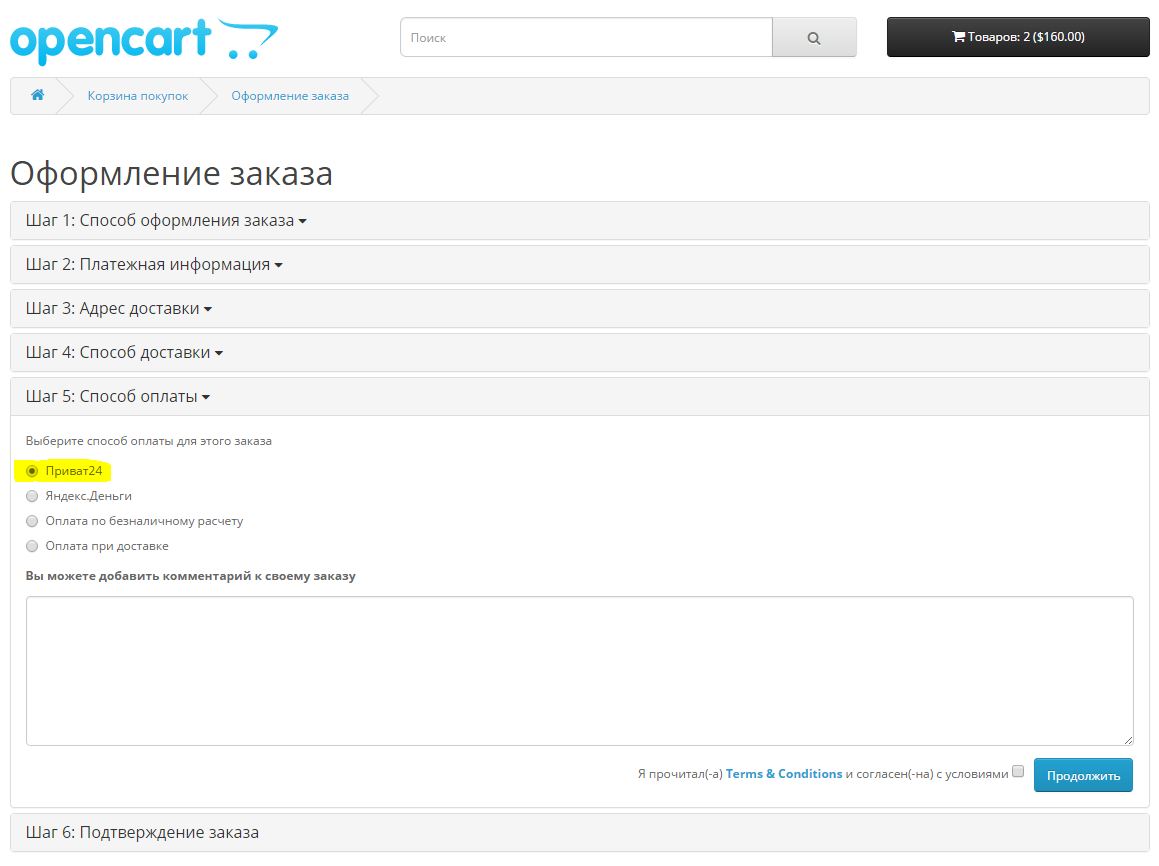 opencart
Поиск
Товаров: 2 ($160.00)
Корзина покупок
Оформление заказа
Оформление заказа
Шаг 1: Способ оформления заказа
Шаг 2: Платежная информация
Шаг 3: Адрес доставки
Шаг 4: Способ доставки
Шаг 5: Способ оплаты
Выберите способ оплаты для этого заказа
Приват24
Яндекс.Деньги
Оплата по безналичному расчету
Оплата при доставке
Вы можете добавить комментарий к своему заказу
Я прочитал(-а) Terms & Conditions и согласен(-на) с условиями
Продолжить
Шаг 6: Подтверждение заказа